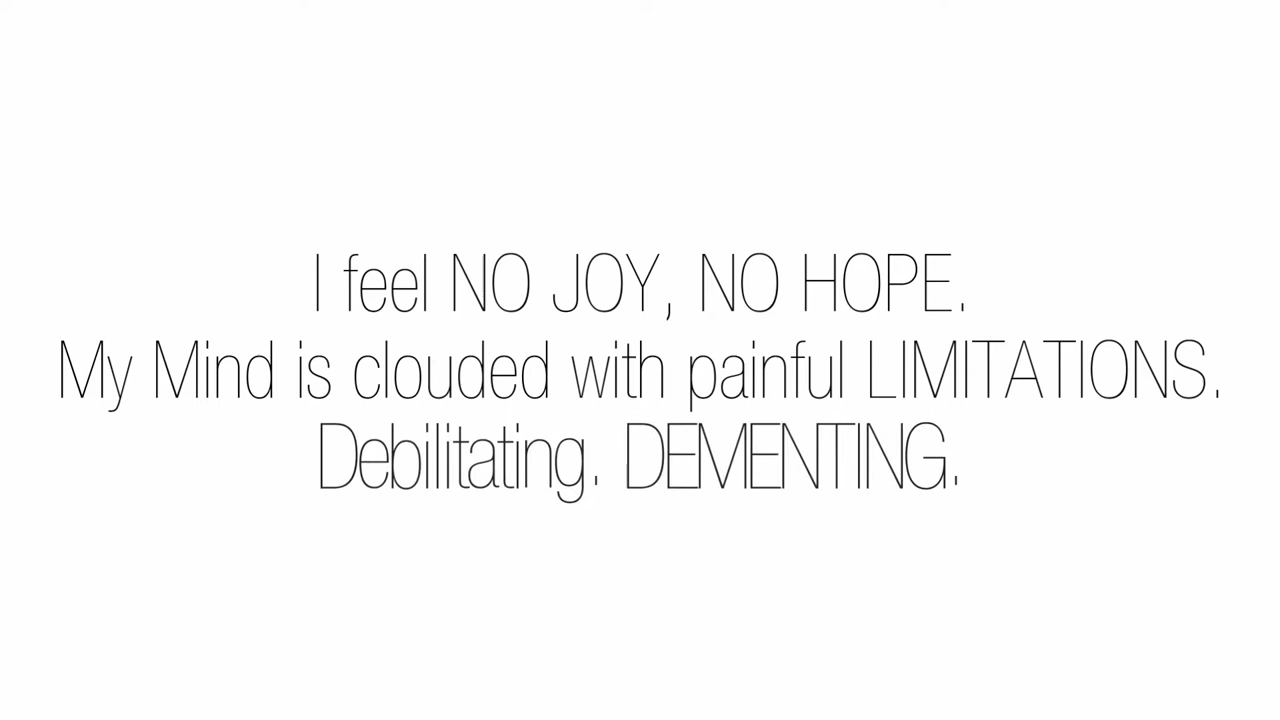 I feel NO JOY, NO HOPE.
My Mind is clouded with painful LIMITATIONS.
Debilitating. DEMENTING.